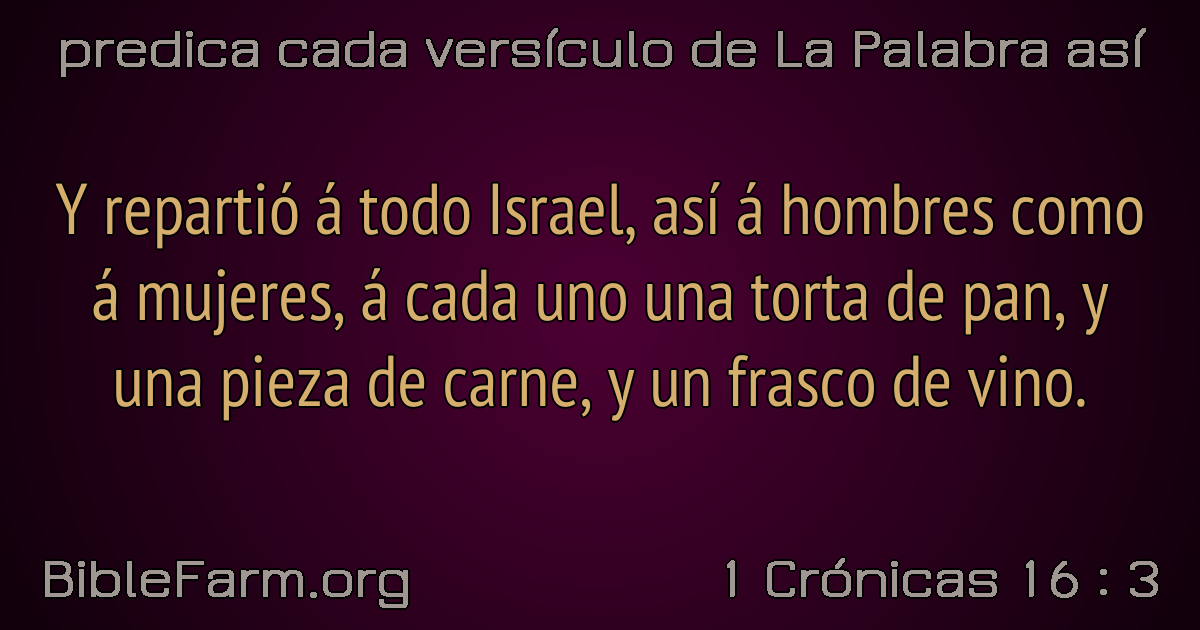 predica cada versículo de La Palabra así
Y repartió á todo Israel, así á hombres como
á mujeres, á cada uno una torta de pan, y
una pieza de carne, y un frasco de vino.
BibleFarm.org
1 Crónicas 16 : 3